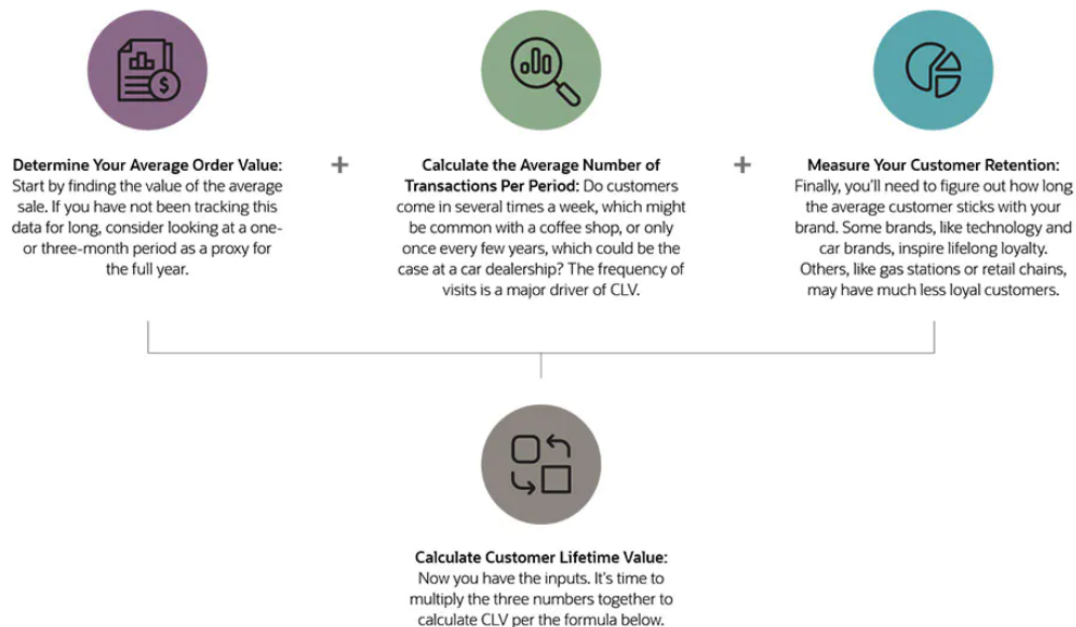 Determine Your Average Order Value:
Start by finding the value of the average
sale. If you have not been tracking this
data for long, consider looking at a one-
or three-month period as a proxy for
the full year.
+
Calculate the Average Number of
Transactions Per Period: Do customers
come in several times a week, which might
be common with a coffee shop, or only
once every few years, which could be the
case at a car dealership? The frequency of
visits is a major driver of CLV.
+
Measure Your Customer Retention:
Finally, you'll need to figure out how long
the average customer sticks with your
brand. Some brands, like technology and
car brands, inspire lifelong loyalty.
Others, like gas stations or retail chains,
may have much less loyal customers.
$
Calculate Customer Lifetime Value:
Now you have the inputs. It's time to
multiply the three numbers together to
calculate CLV per the formula below.